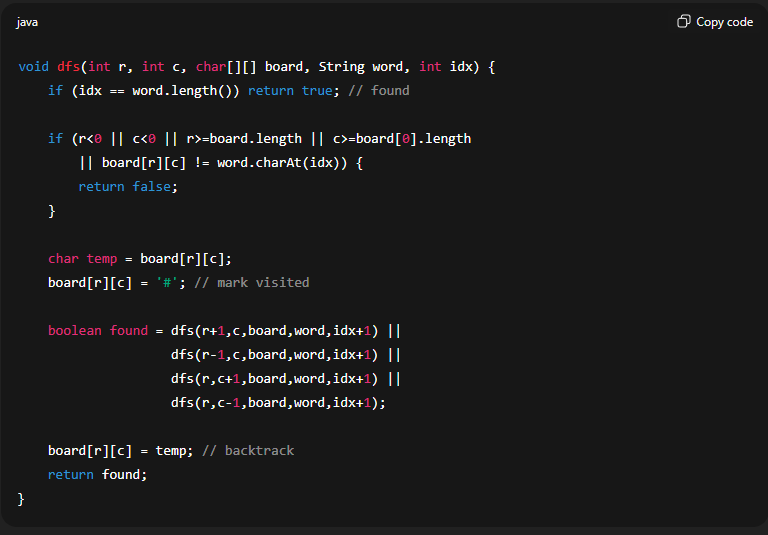 java
Copy code
void dfs(int r, int c, char[][] board, String word, int idx) {
    if (idx == word.length()) return true; // found

    if (r<0 || c<0 || r>=board.length || c>=board[0].length
        || board[r][c] != word.charAt(idx)) {
        return false;
    }

    char temp = board[r][c];
    board[r][c] = '#'; // mark visited

    boolean found = dfs(r+1,c,board,word,idx+1) ||
                    dfs(r-1,c,board,word,idx+1) ||
                    dfs(r,c+1,board,word,idx+1) ||
                    dfs(r,c-1,board,word,idx+1);

    board[r][c] = temp; // backtrack
    return found;
}